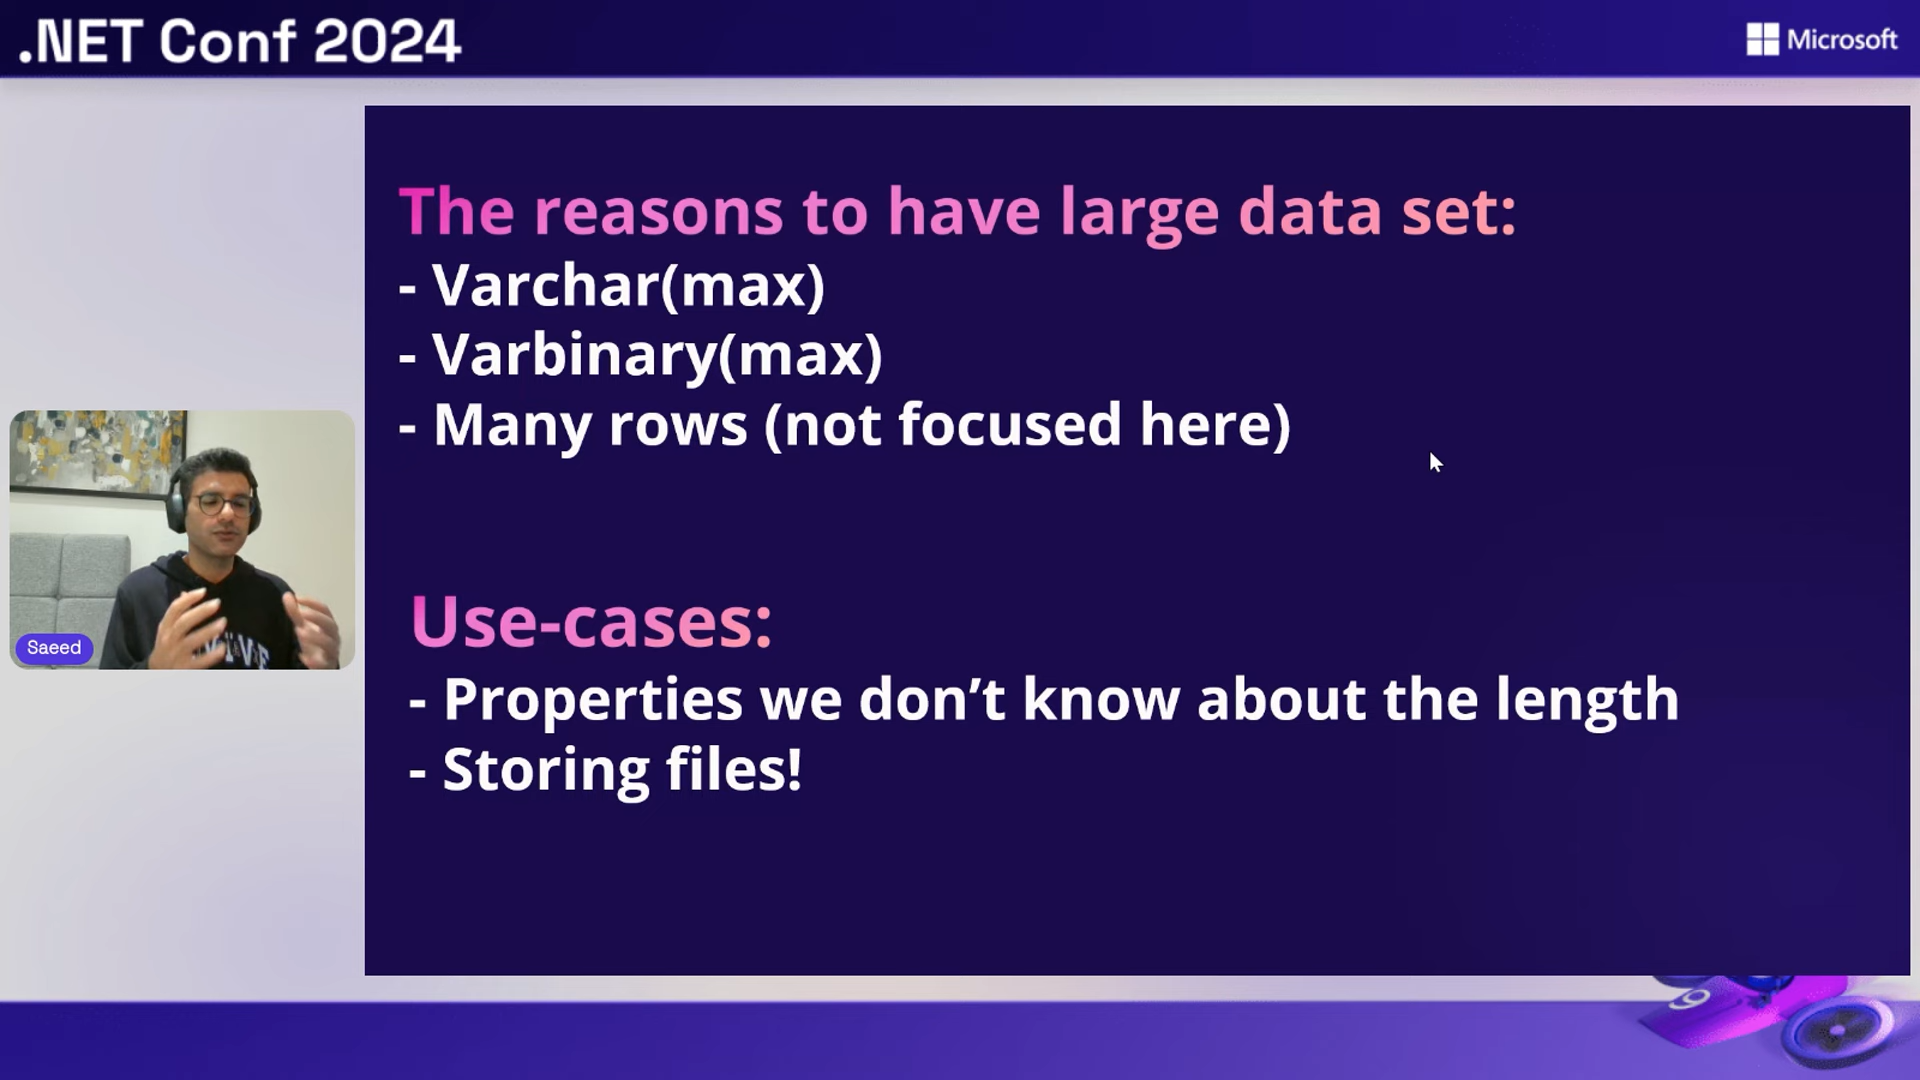 .NET Conf 2024
Microsoft
The reasons to have large data set:
- Varchar(max)
- Varbinary(max)
- Many rows (not focused here)
Use-cases:
- Properties we don’t know about the length
- Storing files!
Saeed
9